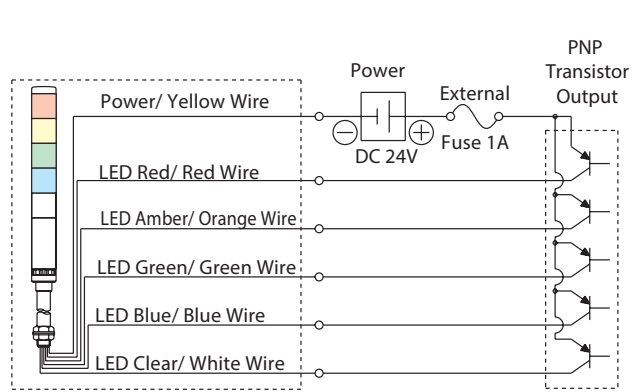 PNP
Transistor
Output
Power
External
Fuse 1A
DC 24V
Power/ Yellow Wire
LED Red/ Red Wire
LED Amber/ Orange Wire
LED Green/ Green Wire
LED Blue/ Blue Wire
LED Clear/ White Wire